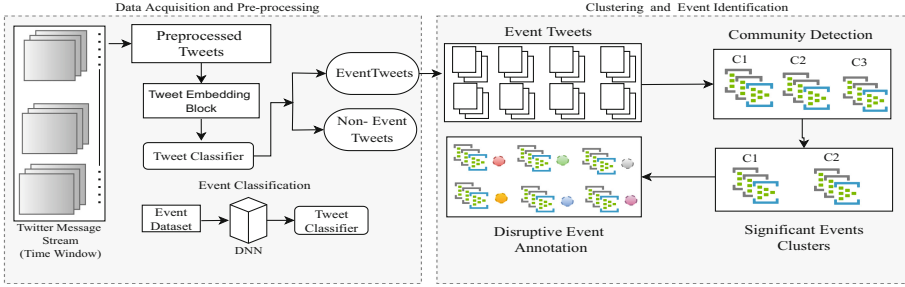 Data Acquisition and Pre-processing
Twitter Message
Stream
(Time Window)
Preprocessed
Tweets
Tweet Embedding
Block
Tweet Classifier
EventTweets
Non- Event
Tweets
Event Classification
Event
Dataset
DNN
Tweet
Classifier
Clustering and Event Identification
Event Tweets
Community Detection
C1
C2
C3
C1
C2
Significant Events
Clusters
Disruptive Event
Annotation